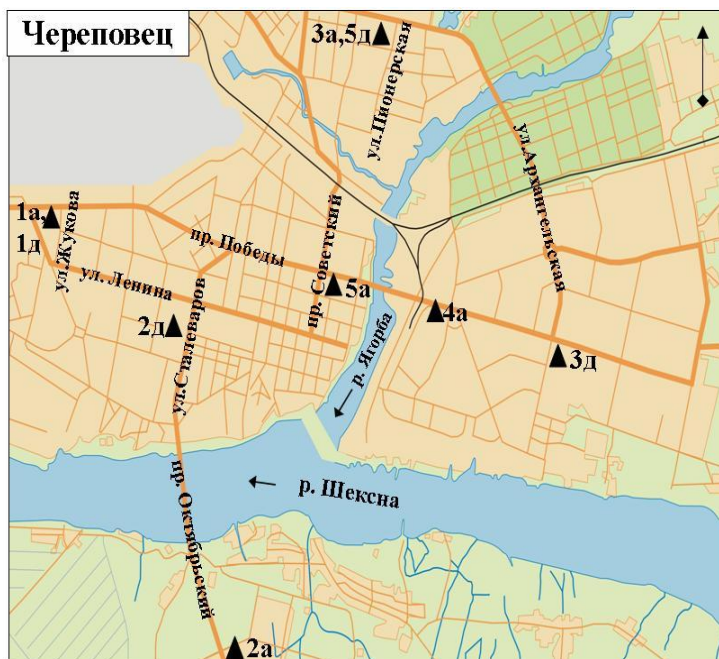 Череповец
3а,5д
ул.Пионерская
ул.Архангельская
1а,
1д
ул.Жукова
пр. Победы
ул. Ленина
пр. Советский
5а
4а
2д
ул.Сталеваров
р. Ягорба
3д
р. Шексна
пр. Октябрьский
2а